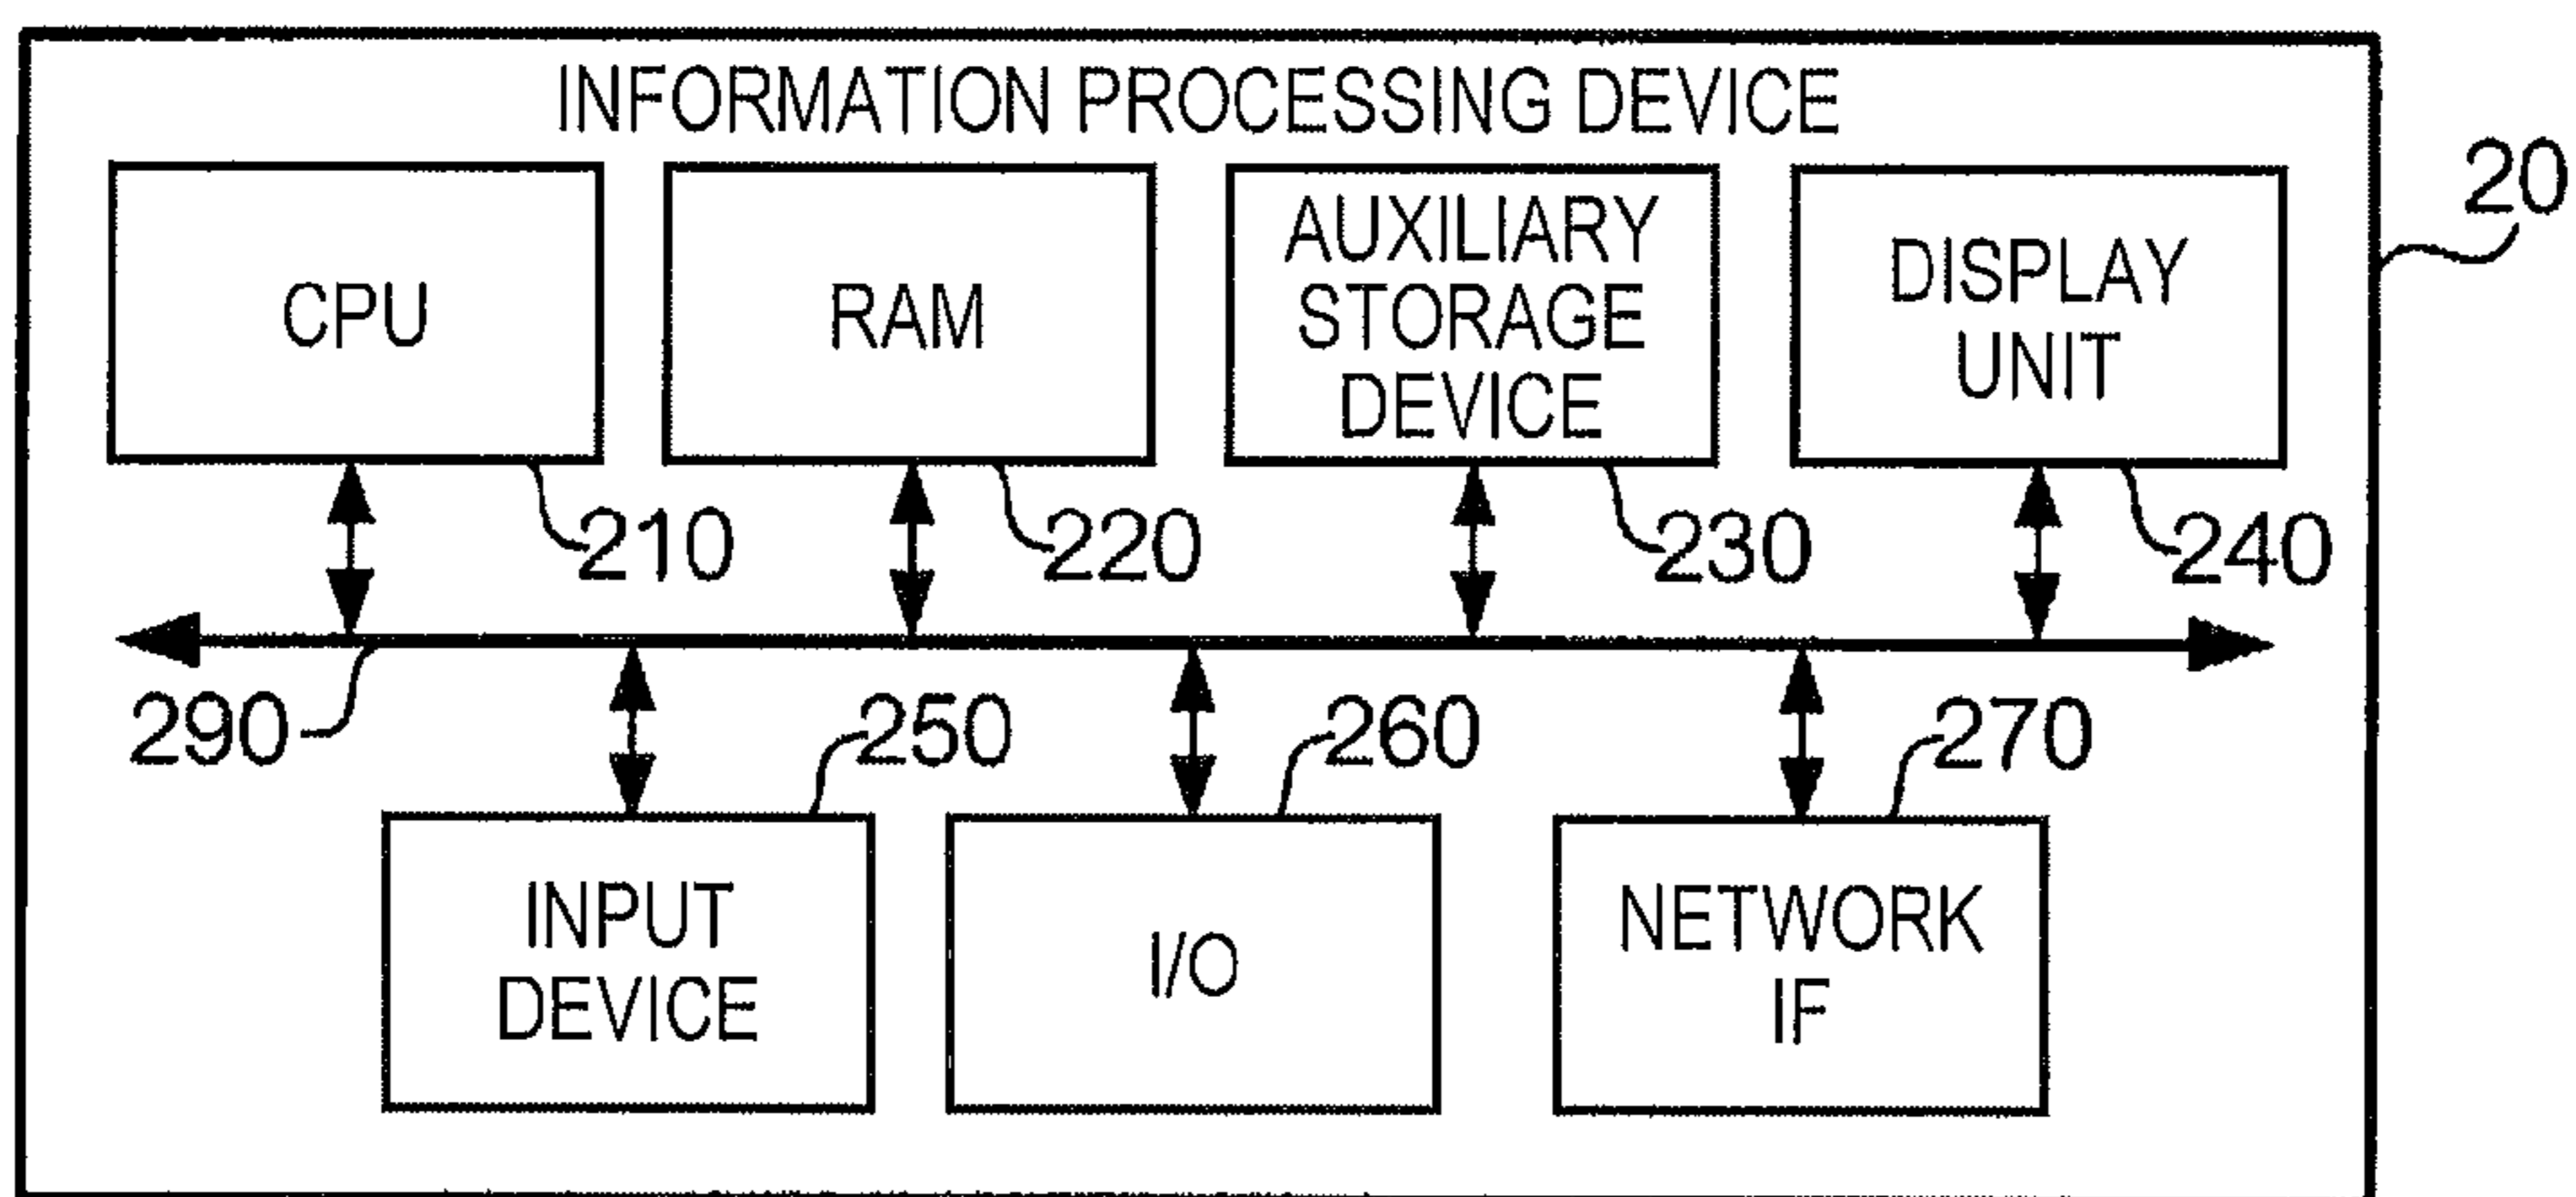 INFORMATION PROCESSING DEVICE
20
CPU
RAM
AUXILIARY
STORAGE
DEVICE
DISPLAY
UNIT
210
220
230
240
290
250
260
270
INPUT
DEVICE
I/O
NETWORK
IF